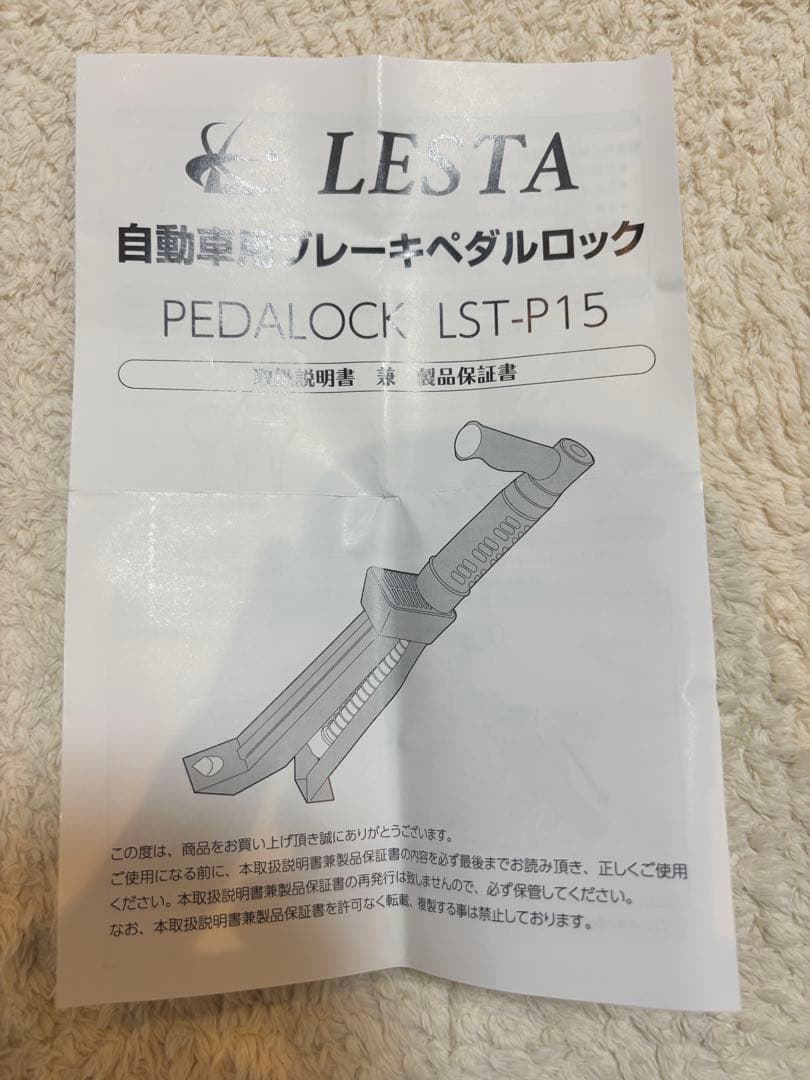 LESTA
自動車用ブレーキペダルロック
PEDALOCK LST-P15
取扱説明書 兼 製品保証書
この度は、商品をお買い上げ頂き誠にありがとうございます。
ご使用になる前に、本取扱説明書兼製品保証書の内容を必ず最後までお読み頂き、正しくご使用
ください。本取扱説明書兼製品保証書の再発行は致しませんので、必ず保管してください。
なお、本取扱説明書兼製品保証書を許可なく転載、複製する事は禁止しております。